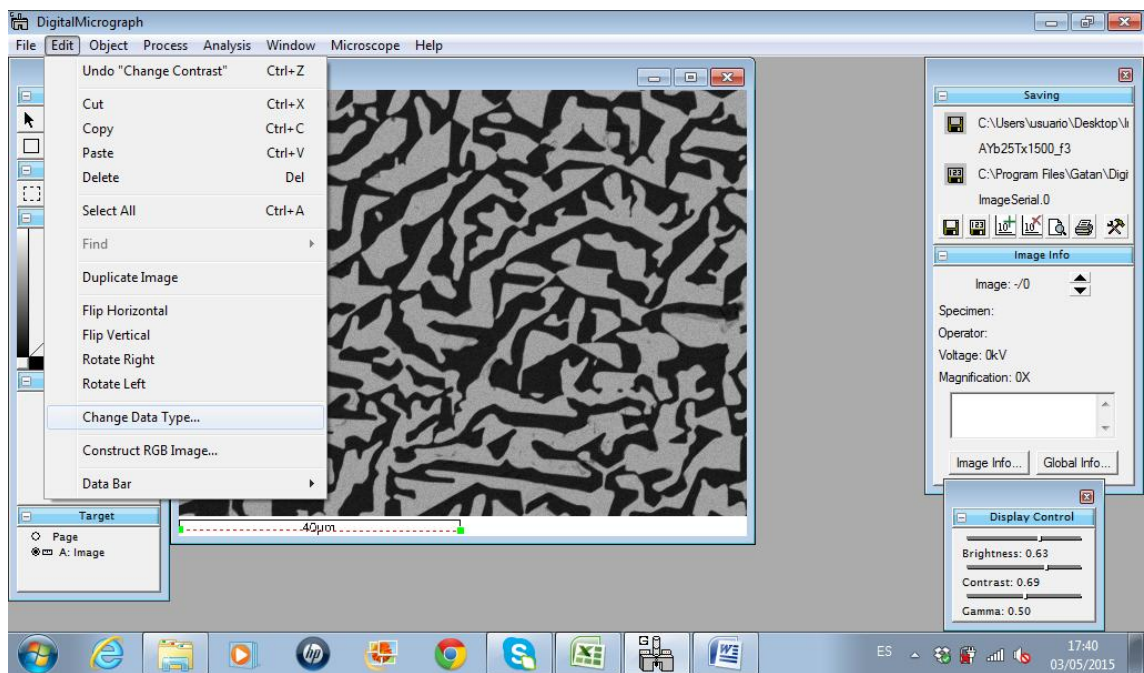 DigitalMicrograph
File Edit Object Process Analysis Window Microscope Help
Undo "Change Contrast" Ctrl+Z
Cut Ctrl+X
Copy Ctrl+C
Paste Ctrl+V
Delete Del
Select All Ctrl+A
Find
Duplicate Image
Flip Horizontal
Flip Vertical
Rotate Right
Rotate Left
Change Data Type...
Construct RGB Image...
Data Bar
Target
Page
A: Image
40µm
Saving
C:\Users\usuario\Desktop\I
AYb25Tx1500_f3
C:\Program Files\Gatan\Digi
ImageSerial.0
Image Info
Image: -/0
Specimen:
Operator:
Voltage: 0kV
Magnification: 0X
Image Info... Global Info...
Display Control
Brightness: 0.63
Contrast: 0.69
Gamma: 0.50
ES 17:40
03/05/2015